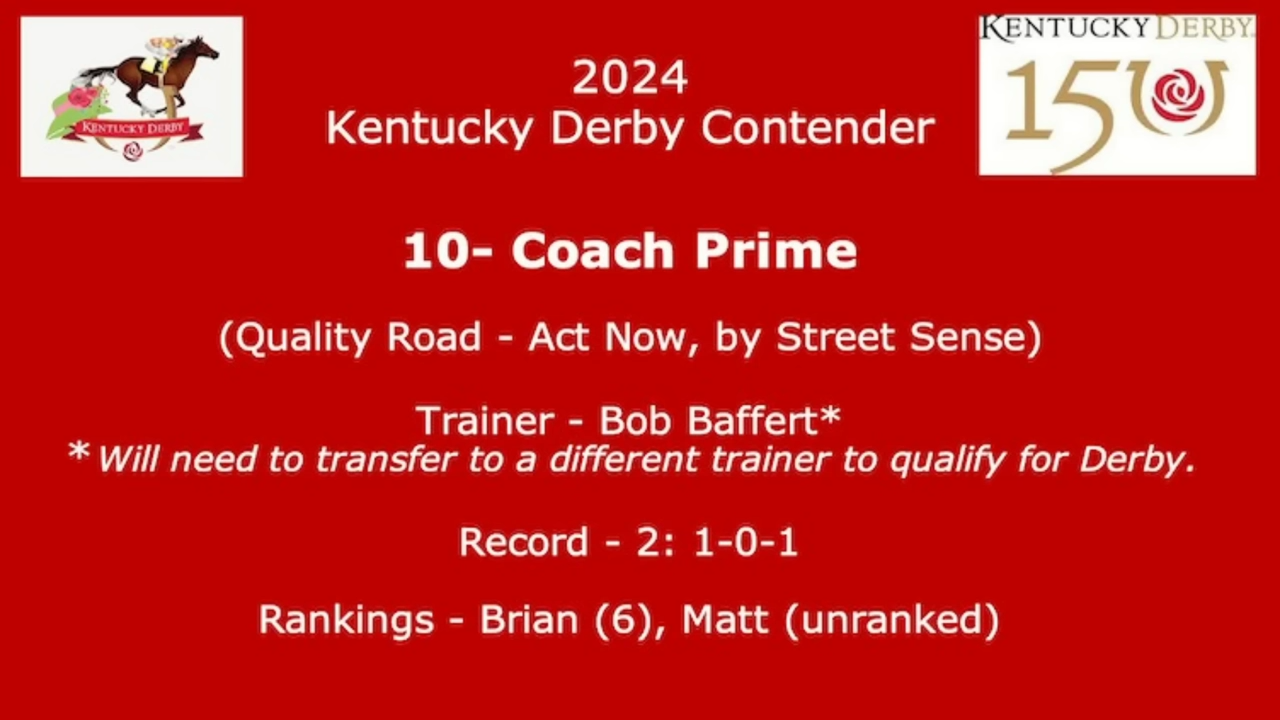 KENTUCKY DERBY
KENTUCKY DERBY
150
2024
Kentucky Derby Contender
10- Coach Prime
(Quality Road - Act Now, by Street Sense)
Trainer - Bob Baffert*
* Will need to transfer to a different trainer to qualify for Derby.
Record - 2: 1-0-1
Rankings - Brian (6), Matt (unranked)